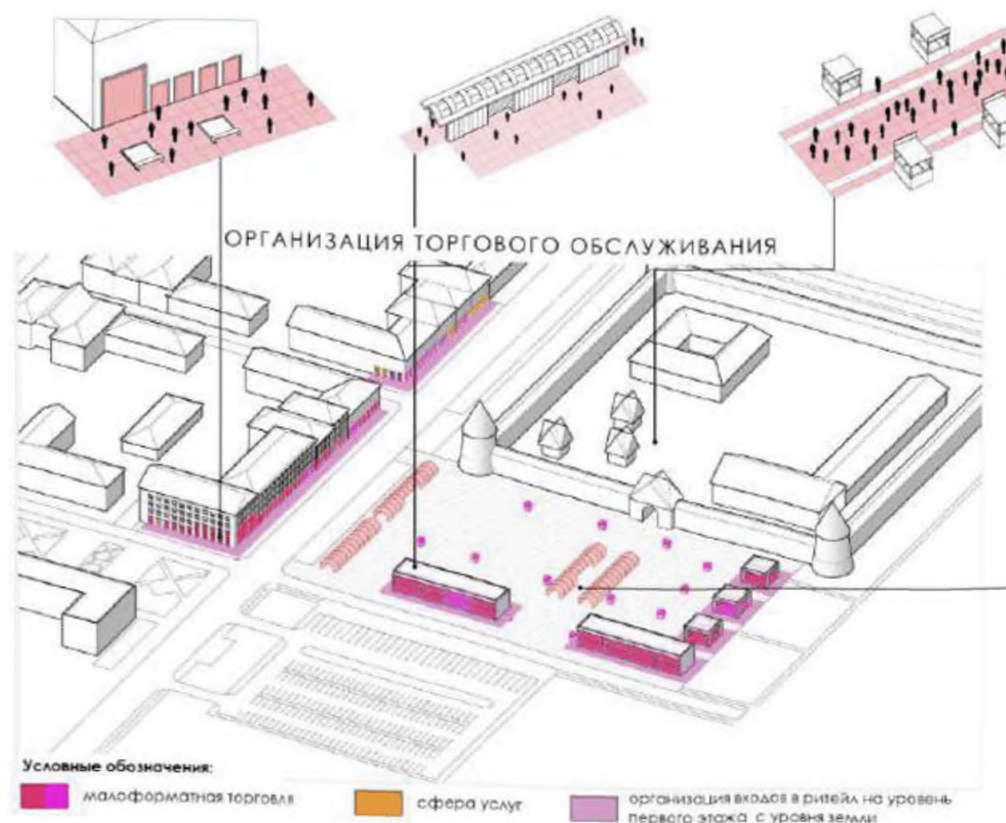 ОРГАНИЗАЦИЯ ТОРГОВОГО ОБСЛУЖИВАНИЯ
Условные обозначения:
малоформатная торговля
сфера услуг
организация входов в ритейл на уровень
первого этажа с уровня земли